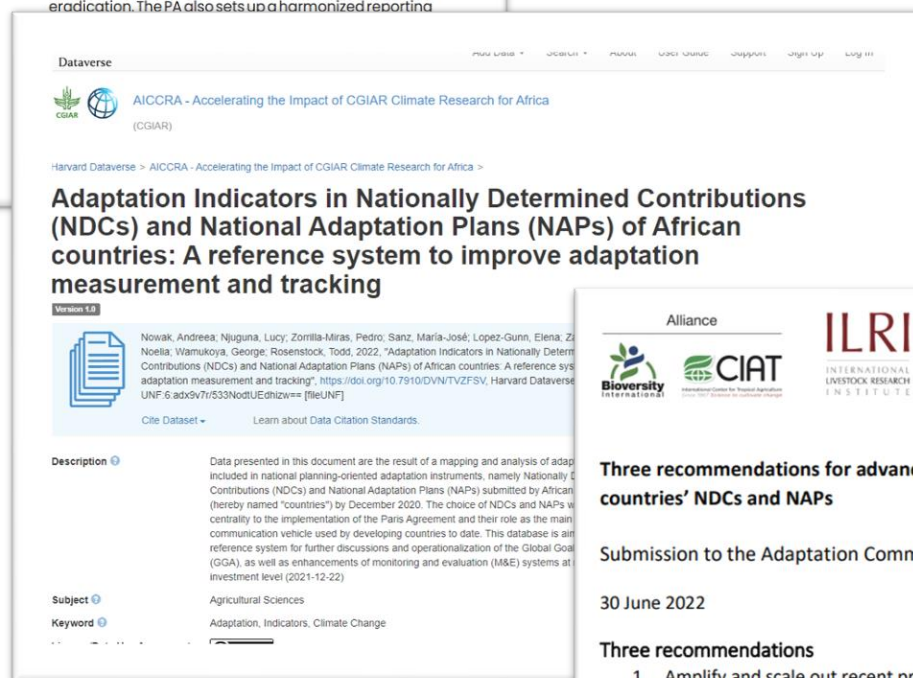 eradication. The PA also sets up a harmonized reporting
Dataverse
Add Data Search About User Guide Support Sign Up Log In
CGIAR
AICCRA - Accelerating the Impact of CGIAR Climate Research for Africa
(CGIAR)
Harvard Dataverse > AICCRA - Accelerating the Impact of CGIAR Climate Research for Africa >
Adaptation Indicators in Nationally Determined Contributions
(NDCs) and National Adaptation Plans (NAPs) of African
countries: A reference system to improve adaptation
measurement and tracking
Version 1.0
Nowak, Andreea; Njuguna, Lucy; Zorrilla-Miras, Pedro; Sanz, María-José; Lopez-Gunn, Elena; Za
Noelia; Wamukoya, George; Rosenstock, Todd, 2022, "Adaptation Indicators in Nationally Determ
Contributions (NDCs) and National Adaptation Plans (NAPs) of African countries: A reference sys
adaptation measurement and tracking", https://doi.org/10.7910/DVN/TVZFSV, Harvard Dataverse
UNF:6:adx9v7r/533NodtUEdhizw== [fileUNF]
Cite Dataset Learn about Data Citation Standards.
Description
Data presented in this document are the result of a mapping and analysis of adap
included in national planning-oriented adaptation instruments, namely Nationally D
Contributions (NDCs) and National Adaptation Plans (NAPs) submitted by African
(hereby named "countries") by December 2020. The choice of NDCs and NAPs w
centrality to the implementation of the Paris Agreement and their role as the main
communication vehicle used by developing countries to date. This database is aim
reference system for further discussions and operationalization of the Global Goal
(GGA), as well as enhancements of monitoring and evaluation (M&E) systems at
investment level (2021-12-22)
Subject Agricultural Sciences
Keyword Adaptation, Indicators, Climate Change
Alliance
Bioversity
International
CIAT
International Center for Tropical Agriculture
Since 1967 Science to cultivate change
ILRI
INTERNATIONAL
LIVESTOCK RESEARCH
INSTITUTE
Three recommendations for advanc
countries' NDCs and NAPs
Submission to the Adaptation Comm
30 June 2022
Three recommendations
1. Amplify and scale out recent pr